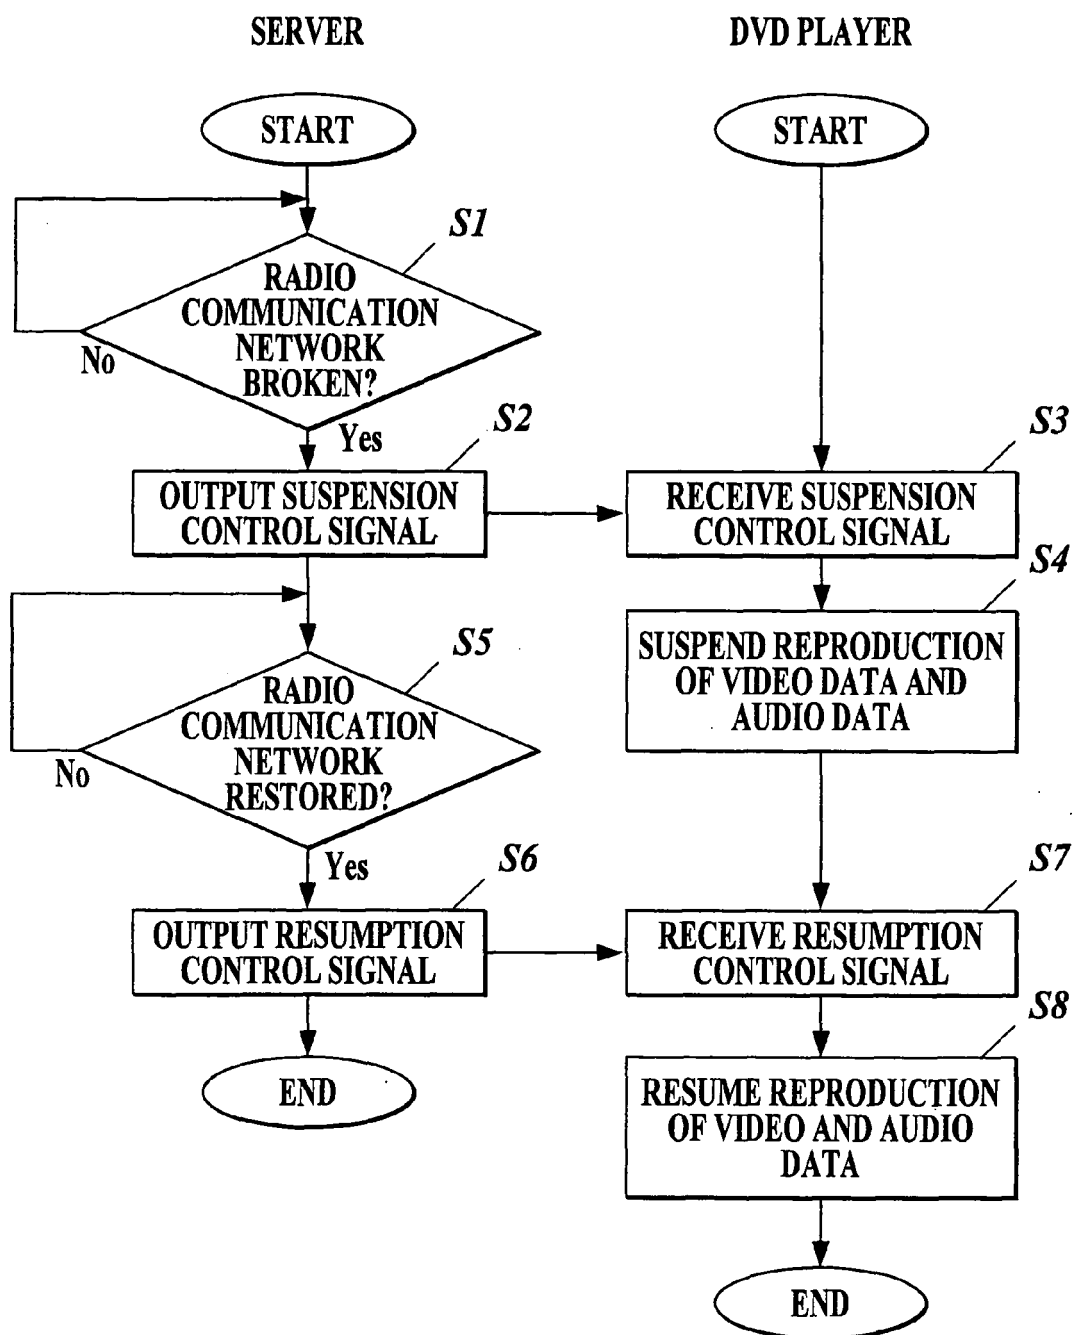 SERVER
DVD PLAYER
START
START
S1
RADIO
COMMUNICATION
NETWORK
BROKEN?
No
Yes
S2
S3
OUTPUT SUSPENSION
CONTROL SIGNAL
RECEIVE SUSPENSION
CONTROL SIGNAL
S4
SUSPEND REPRODUCTION
OF VIDEO DATA AND
AUDIO DATA
S5
RADIO
COMMUNICATION
NETWORK
RESTORED?
No
Yes
S6
S7
OUTPUT RESUMPTION
CONTROL SIGNAL
RECEIVE RESUMPTION
CONTROL SIGNAL
S8
END
RESUME REPRODUCTION
OF VIDEO AND AUDIO
DATA
END